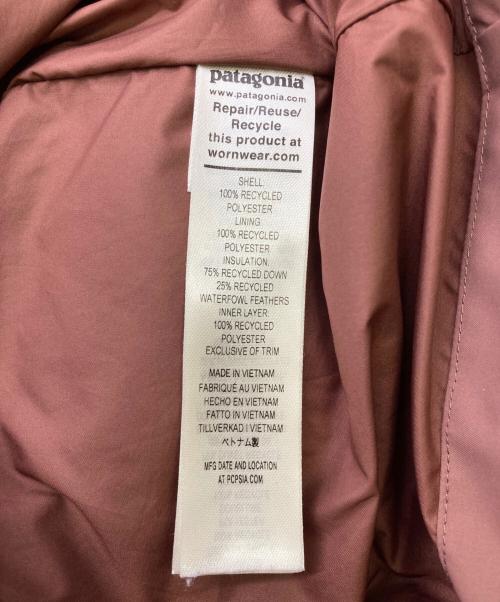 patagonia
www.patagonia.com
Repair/Reuse/
Recycle
this product at
wornwear.com
SHELL:
100% RECYCLED
POLYESTER
LINING:
100% RECYCLED
POLYESTER
INSULATION:
75% RECYCLED DOWN
25% RECYCLED
WATERFOWL FEATHERS
INNER LAYER:
100% RECYCLED
POLYESTER
EXCLUSIVE OF TRIM
MADE IN VIETNAM
FABRIQUÉ AU VIETNAM
HECHO EN VIETNAM
FATTO IN VIETNAM
TILLVERKAD I VIETNAM
ベトナム製
MFG DATE AND LOCATION
AT PCPSIA.COM